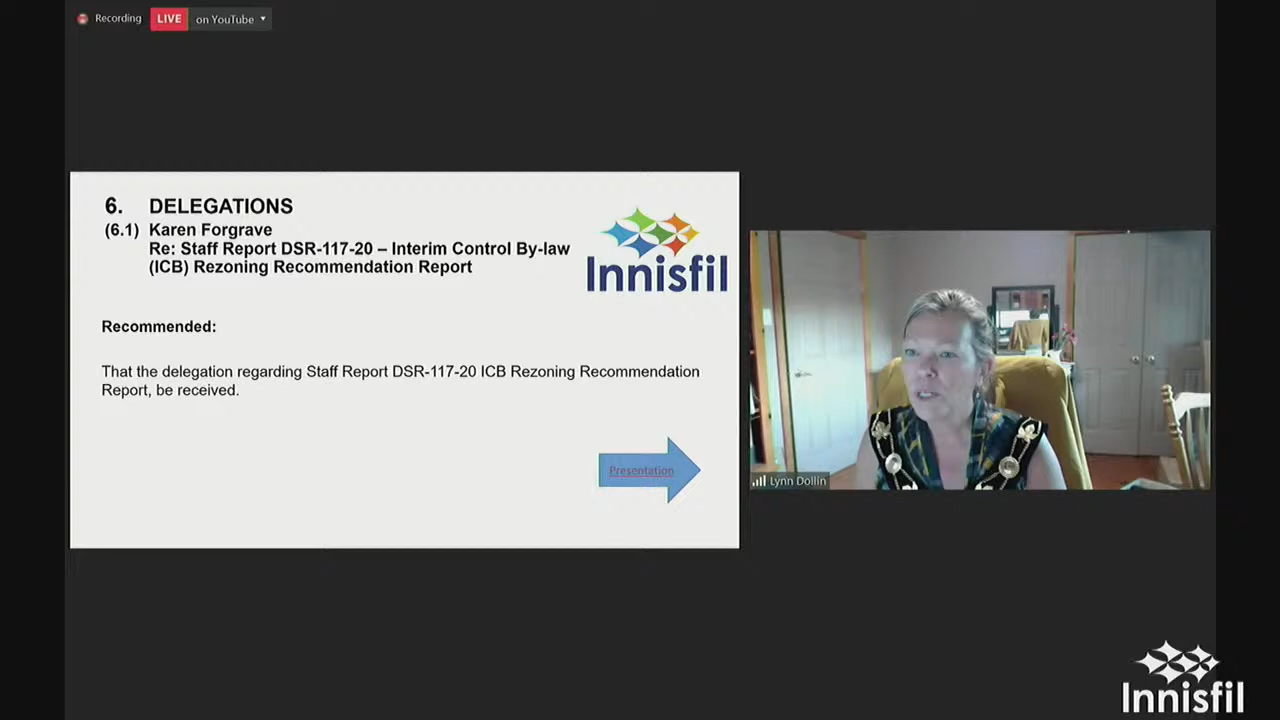 Recording
LIVE on YouTube
6. DELEGATIONS
(6.1) Karen Forgrave
Re: Staff Report DSR-117-20 – Interim Control By-law
(ICB) Rezoning Recommendation Report
Innisfil
Recommended:
That the delegation regarding Staff Report DSR-117-20 ICB Rezoning Recommendation
Report, be received.
Presentation
Lynn Dollin
Innisfil